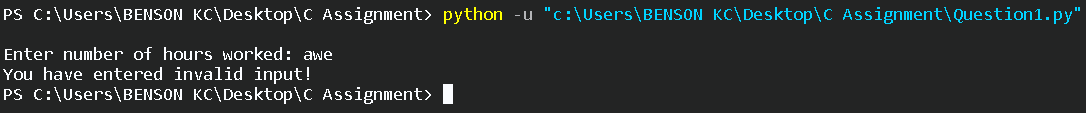 PS C:\Users\BENSON KC\Desktop\C Assignment> python -u "c:\Users\BENSON KC\Desktop\C Assignment\Question1.py"
Enter number of hours worked: awe
You have entered invalid input!
PS C:\Users\BENSON KC\Desktop\C Assignment>